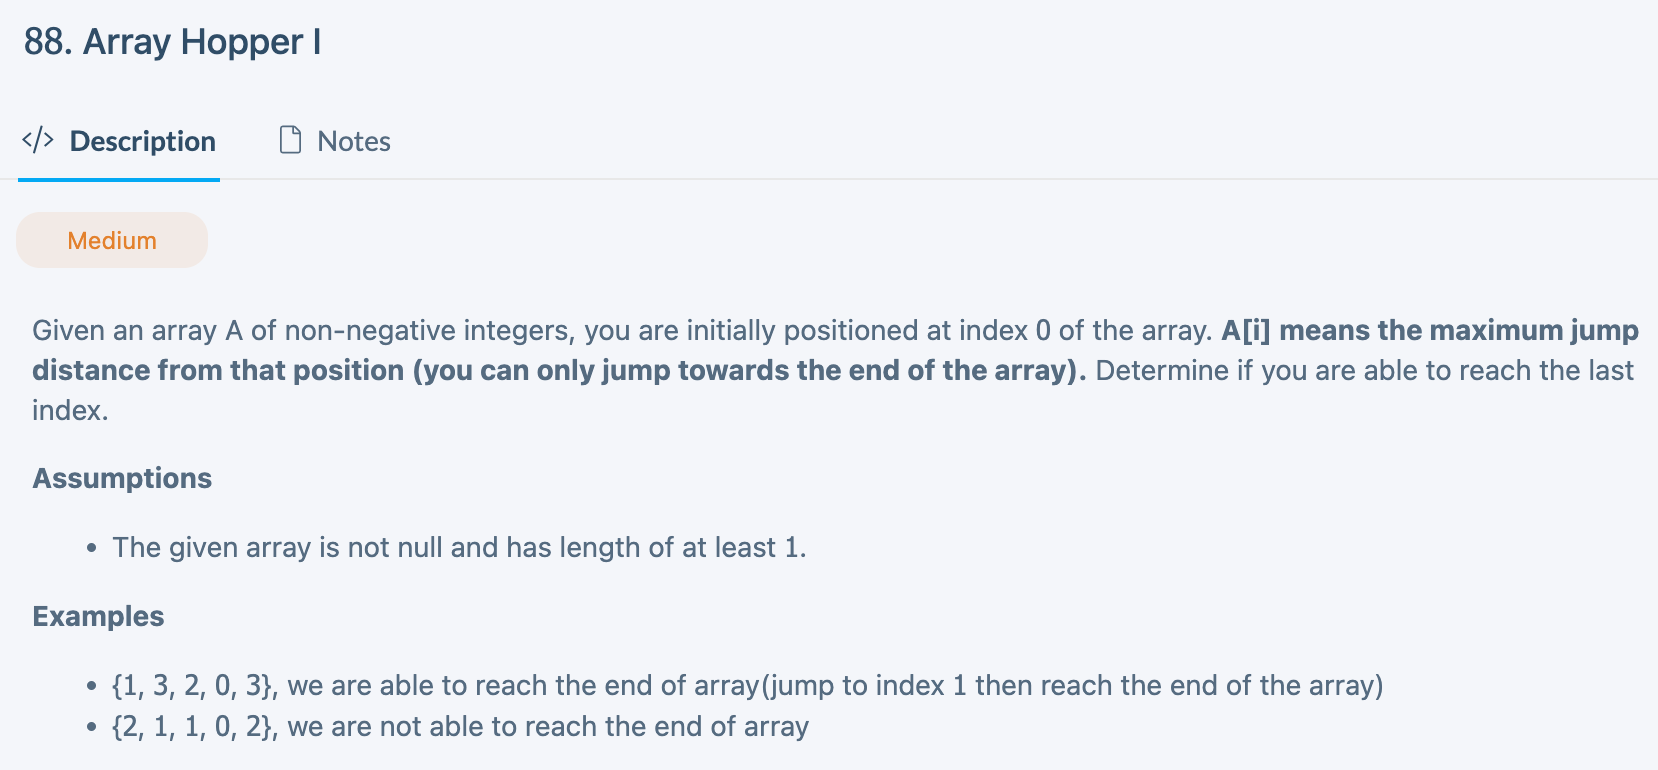 88. Array Hopper I
</> Description Notes
Medium
Given an array A of non-negative integers, you are initially positioned at index 0 of the array. A[i] means the maximum jump
distance from that position (you can only jump towards the end of the array). Determine if you are able to reach the last
index.
Assumptions
• The given array is not null and has length of at least 1.
Examples
• {1, 3, 2, 0, 3}, we are able to reach the end of array(jump to index 1 then reach the end of the array)
• {2, 1, 1, 0, 2}, we are not able to reach the end of array